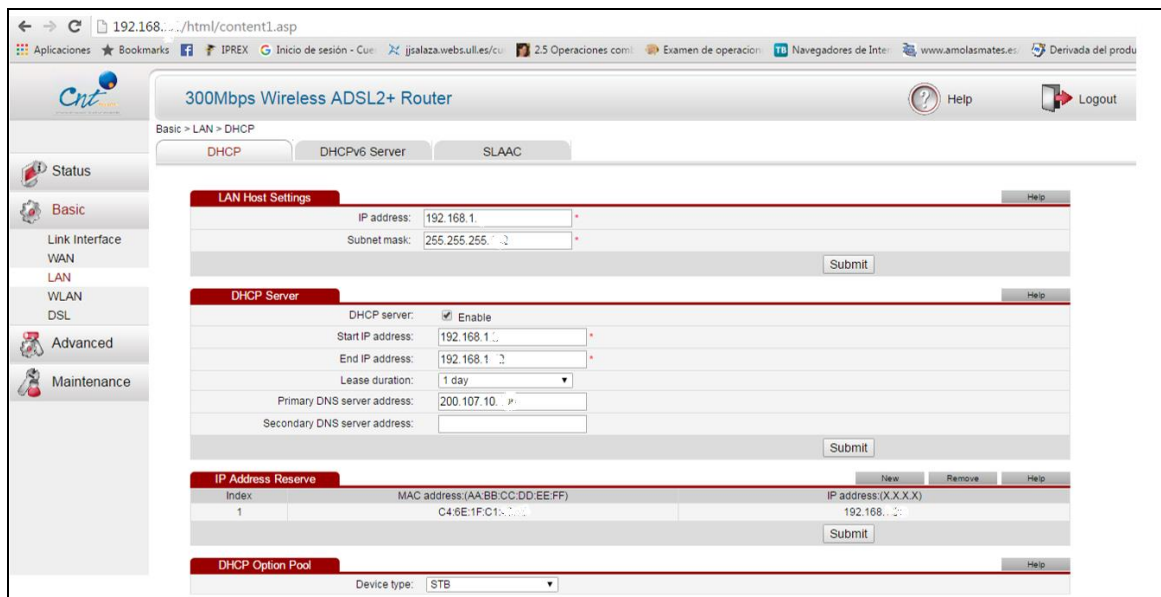 192.168. /html/content1.asp
Aplicaciones Bookmarks IPREX Inicio de sesión - Cue jjsalaza.webs.ull.es/cu 2.5 Operaciones com Examen de operacion Navegadores de Inter www.amolasmates.es Derivada del produ
Cnt
300Mbps Wireless ADSL2+ Router
Help
Logout
Basic > LAN > DHCP
DHCP DHCPv6 Server SLAAC
Status
Basic
Link Interface
WAN
LAN
WLAN
DSL
Advanced
Maintenance
LAN Host Settings Help
IP address: 192.168.1. *
Subnet mask: 255.255.255. *
Submit
DHCP Server Help
DHCP server: Enable
Start IP address: 192.168.1 *
End IP address: 192.168.1 *
Lease duration: 1 day
Primary DNS server address: 200.107.10.
Secondary DNS server address:
Submit
IP Address Reserve New Remove Help
Index MAC address:(AA:BB:CC:DD:EE:FF) IP address:(X.X.X.X)
1 C4:6E:1F:C1: 192.168.
Submit
DHCP Option Pool Help
Device type: STB